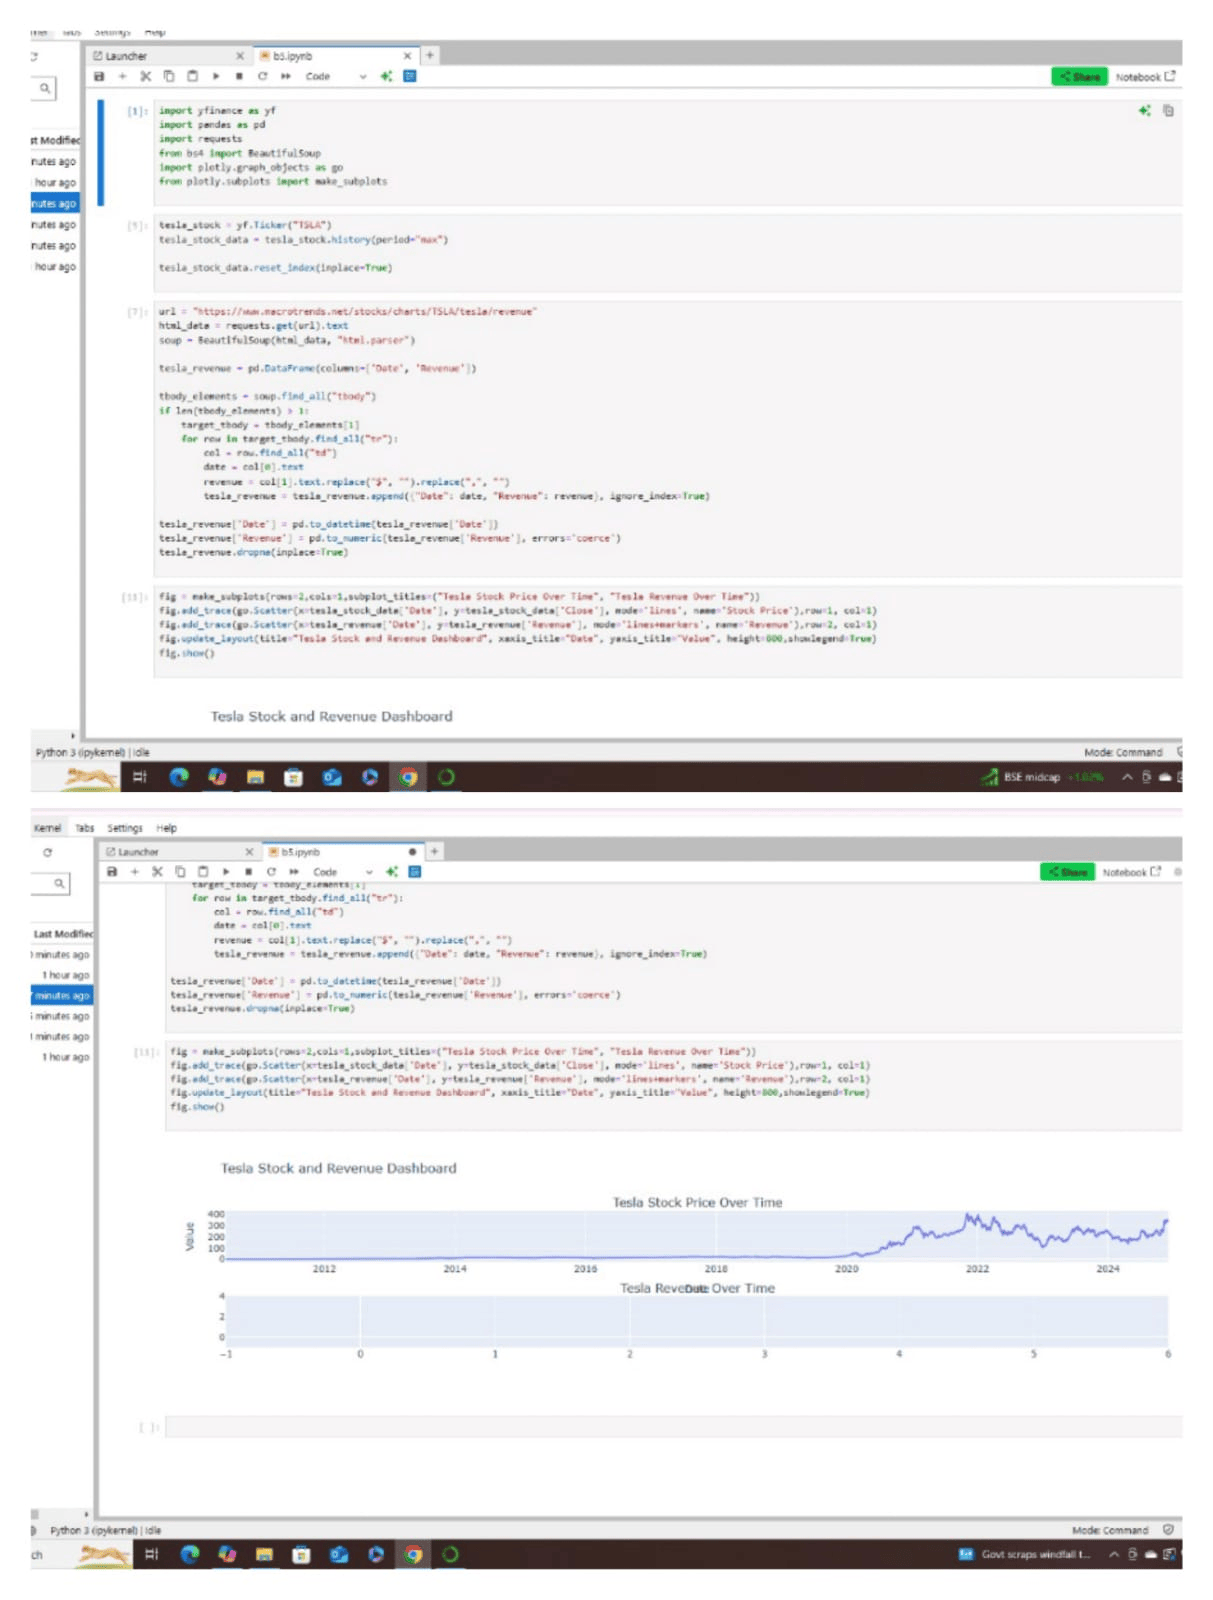 Tabs Settings Help
Launcher
b5.ipynb
Code
Share
Notebook
st Modified
nutes ago
hour ago
nutes ago
nutes ago
nutes ago
hour ago
[1]: import yfinance as yf
import pandas as pd
import requests
from bs4 import BeautifulSoup
import plotly.graph_objects as go
from plotly.subplots import make_subplots
tesla_stock = yf.Ticker("TSLA")
tesla_stock_data = tesla_stock.history(period="max")
tesla_stock_data.reset_index(inplace=True)
[7]: url = "https://www.macrotrends.net/stocks/charts/TSLA/tesla/revenue"
html_data = requests.get(url).text
soup = BeautifulSoup(html_data, "html.parser")
tesla_revenue = pd.DataFrame(columns=['Date', 'Revenue'])
tbody_elements = soup.find_all("tbody")
if len(tbody_elements) > 1:
target_tbody = tbody_elements[1]
for row in target_tbody.find_all("tr"):
col = row.find_all("td")
date = col[0].text
revenue = col[1].text.replace("$", "").replace(",", "")
tesla_revenue = tesla_revenue.append({"Date": date, "Revenue": revenue}, ignore_index=True)
tesla_revenue['Date'] = pd.to_datetime(tesla_revenue['Date'])
tesla_revenue['Revenue'] = pd.to_numeric(tesla_revenue['Revenue'], errors='coerce')
tesla_revenue.dropna(inplace=True)
[11]: fig = make_subplots(rows=2,cols=1,subplot_titles=("Tesla Stock Price Over Time", "Tesla Revenue Over Time"))
fig.add_trace(go.Scatter(x=tesla_stock_data['Date'], y=tesla_stock_data['Close'], mode='lines', name='Stock Price'),row=1, col=1)
fig.add_trace(go.Scatter(x=tesla_revenue['Date'], y=tesla_revenue['Revenue'], mode='lines+markers', name='Revenue'),row=2, col=1)
fig.update_layout(title="Tesla Stock and Revenue Dashboard", xaxis_title="Date", yaxis_title="Value", height=800,showlegend=True)
fig.show()
Tesla Stock and Revenue Dashboard
Python 3 (ipykernel) | Idle
Mode: Command
BSE midcap +1.02%
Kernel Tabs Settings Help
Launcher
b5.ipynb
Code
Share
Notebook
Last Modified
minutes ago
1 hour ago
minutes ago
minutes ago
minutes ago
1 hour ago
target_tbody = tbody_elements[1]
for row in target_tbody.find_all("tr"):
col = row.find_all("td")
date = col[0].text
revenue = col[1].text.replace("$", "").replace(",", "")
tesla_revenue = tesla_revenue.append({"Date": date, "Revenue": revenue}, ignore_index=True)
tesla_revenue['Date'] = pd.to_datetime(tesla_revenue['Date'])
tesla_revenue['Revenue'] = pd.to_numeric(tesla_revenue['Revenue'], errors='coerce')
tesla_revenue.dropna(inplace=True)
[11]: fig = make_subplots(rows=2,cols=1,subplot_titles=("Tesla Stock Price Over Time", "Tesla Revenue Over Time"))
fig.add_trace(go.Scatter(x=tesla_stock_data['Date'], y=tesla_stock_data['Close'], mode='lines', name='Stock Price'),row=1, col=1)
fig.add_trace(go.Scatter(x=tesla_revenue['Date'], y=tesla_revenue['Revenue'], mode='lines+markers', name='Revenue'),row=2, col=1)
fig.update_layout(title="Tesla Stock and Revenue Dashboard", xaxis_title="Date", yaxis_title="Value", height=800,showlegend=True)
fig.show()
Tesla Stock and Revenue Dashboard
Tesla Stock Price Over Time
400
300
200
100
0
Value
2012 2014 2016 2018 2020 2022 2024
Date
Tesla Revenue Over Time
4
2
0
−1 0 1 2 3 4 5 6
[ ]:
Python 3 (ipykernel) | Idle
Mode: Command
ch
Govt scraps windfall t...